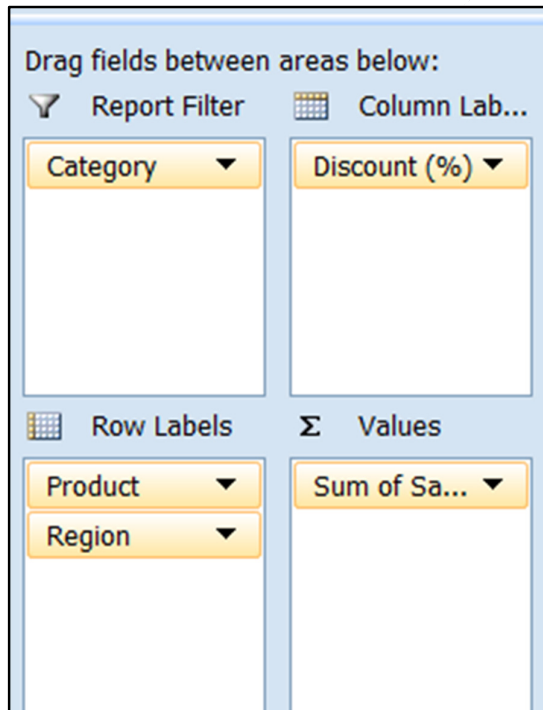 Drag fields between areas below:
Report Filter
Column Lab...
Category
Discount (%)
Row Labels
Σ Values
Product
Region
Sum of Sa...